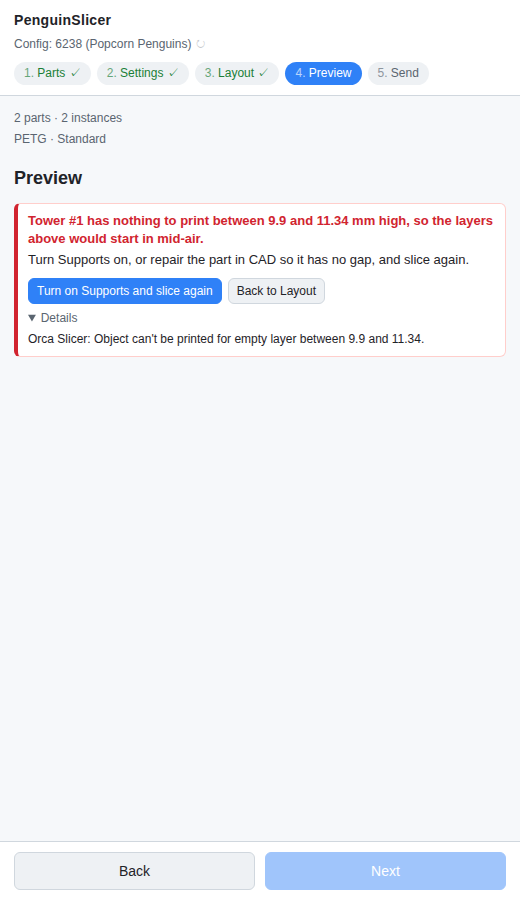 PenguinSlicer
Config: 6238 (Popcorn Penguins) ↻
1. Parts ✓ 2. Settings ✓ 3. Layout ✓ 4. Preview 5. Send
2 parts · 2 instances
PETG · Standard
Preview
Tower #1 has nothing to print between 9.9 and 11.34 mm high, so the layers
above would start in mid-air.
Turn Supports on, or repair the part in CAD so it has no gap, and slice again.
Turn on Supports and slice again Back to Layout
▼ Details
Orca Slicer: Object can't be printed for empty layer between 9.9 and 11.34.
Back Next